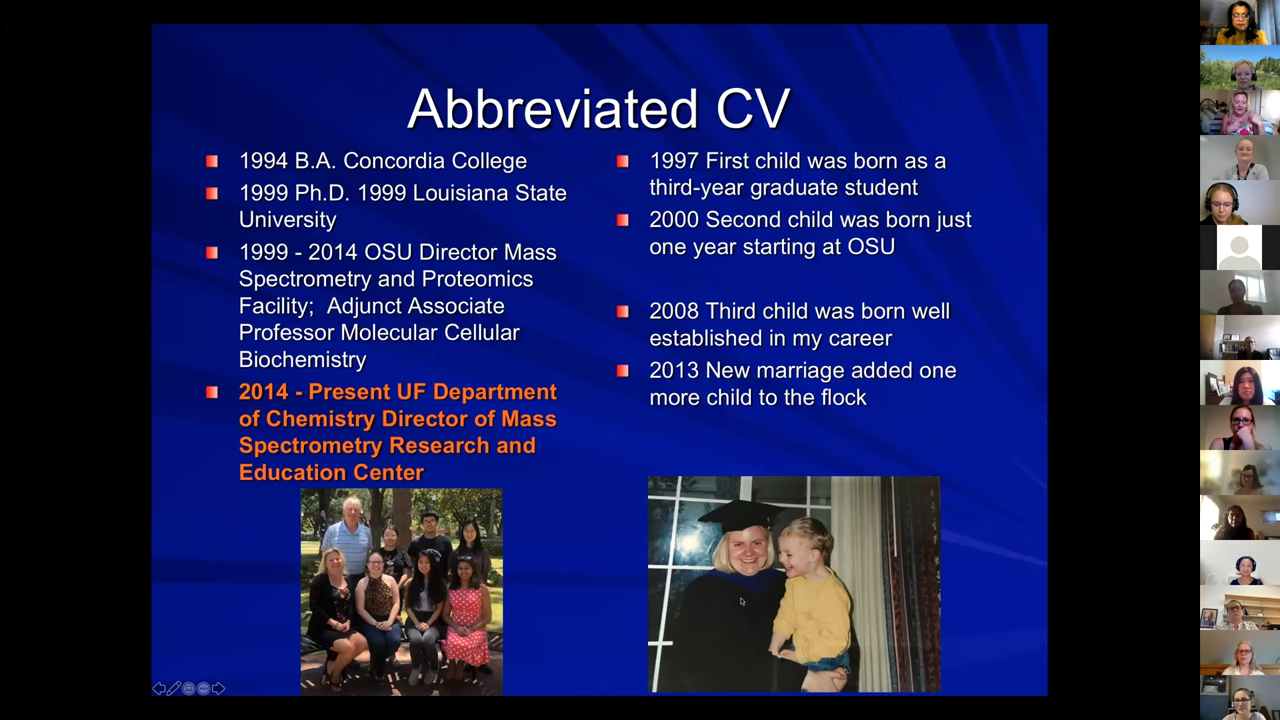 Abbreviated CV
1994 B.A. Concordia College
1999 Ph.D. 1999 Louisiana State
University
1999 - 2014 OSU Director Mass
Spectrometry and Proteomics
Facility; Adjunct Associate
Professor Molecular Cellular
Biochemistry
2014 - Present UF Department
of Chemistry Director of Mass
Spectrometry Research and
Education Center
1997 First child was born as a
third-year graduate student
2000 Second child was born just
one year starting at OSU
2008 Third child was born well
established in my career
2013 New marriage added one
more child to the flock